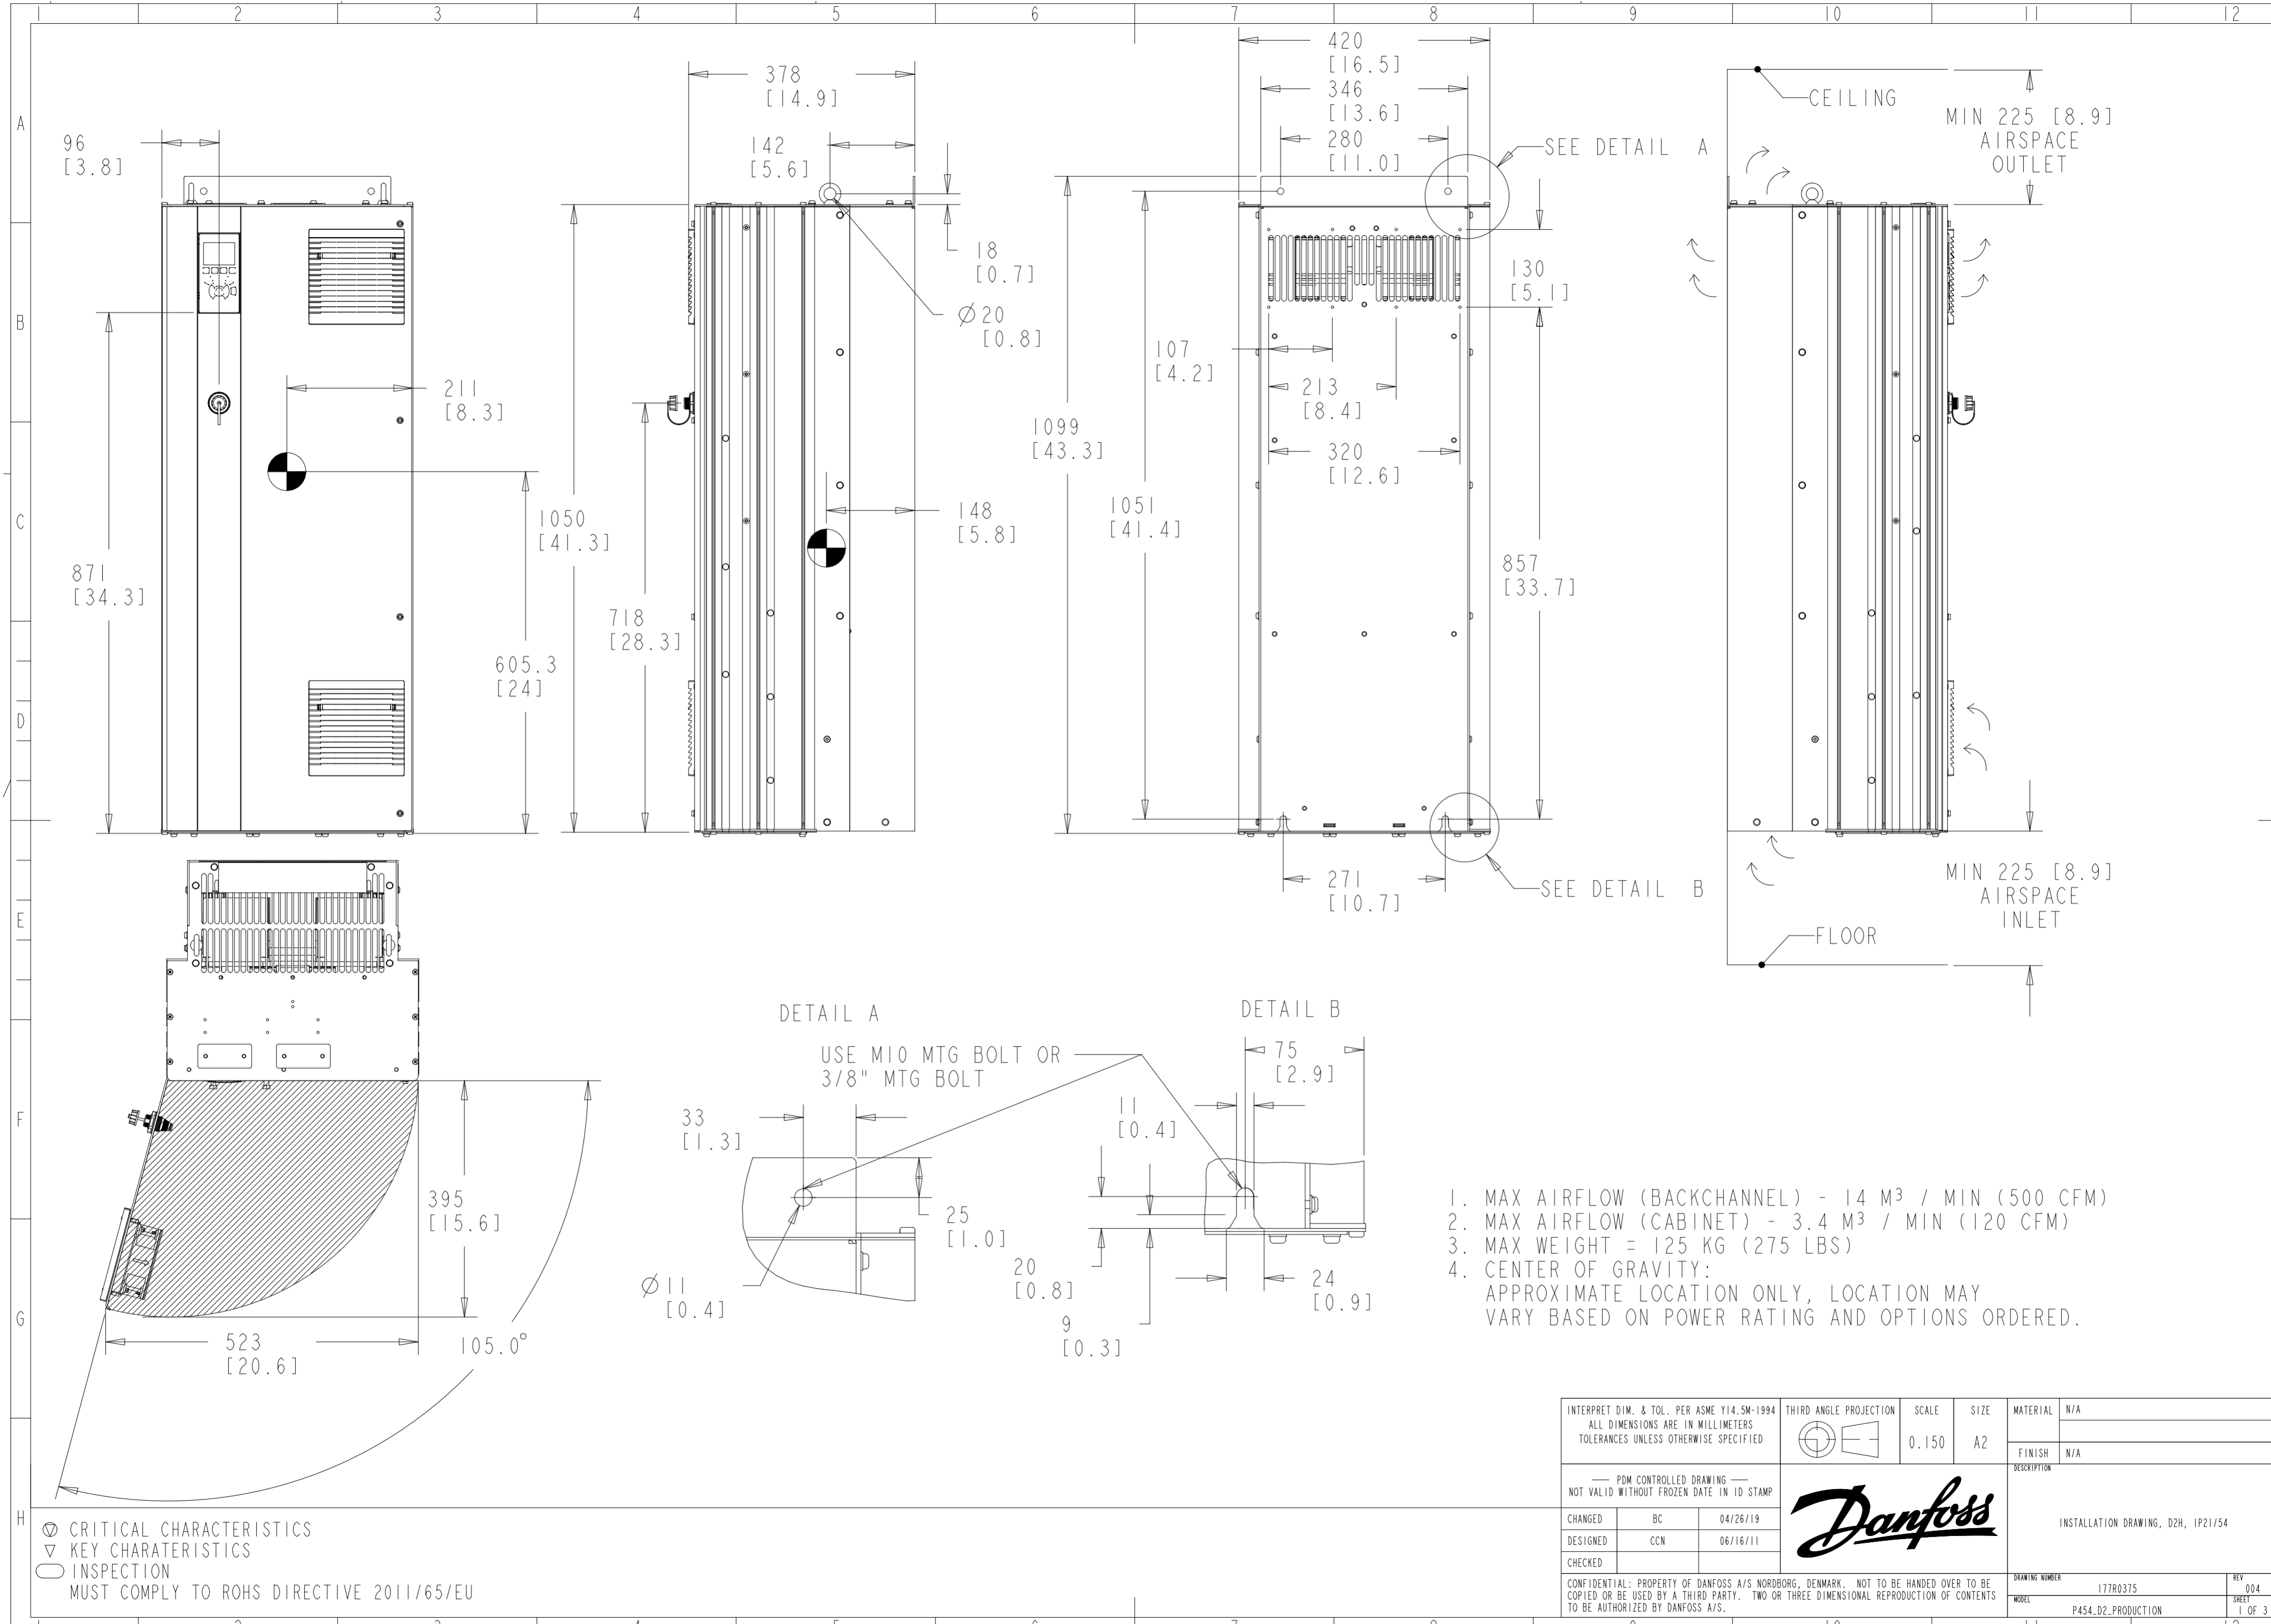 2
3
4
5
6
7
8
9
10
11
12
A
B
C
D
E
F
G
H
96
[3.8]
871
[34.3]
211
[8.3]
605.3
[24]
378
[14.9]
142
[5.6]
18
[0.7]
Ø20
[0.8]
1050
[41.3]
718
[28.3]
148
[5.8]
420
[16.5]
346
[13.6]
280
[11.0]
SEE DETAIL A
130
[5.1]
107
[4.2]
213
[8.4]
320
[12.6]
1099
[43.3]
1051
[41.4]
857
[33.7]
271
[10.7]
SEE DETAIL B
CEILING
MIN 225 [8.9]
AIRSPACE
OUTLET
MIN 225 [8.9]
AIRSPACE
INLET
FLOOR
395
[15.6]
523
[20.6]
105.0°
DETAIL A
USE M10 MTG BOLT OR
3/8" MTG BOLT
33
[1.3]
25
[1.0]
Ø11
[0.4]
DETAIL B
75
[2.9]
11
[0.4]
20
[0.8]
9
[0.3]
24
[0.9]
1. MAX AIRFLOW (BACKCHANNEL) - 14 M³ / MIN (500 CFM)
2. MAX AIRFLOW (CABINET) - 3.4 M³ / MIN (120 CFM)
3. MAX WEIGHT = 125 KG (275 LBS)
4. CENTER OF GRAVITY:
APPROXIMATE LOCATION ONLY, LOCATION MAY
VARY BASED ON POWER RATING AND OPTIONS ORDERED.
CRITICAL CHARACTERISTICS
KEY CHARATERISTICS
INSPECTION
MUST COMPLY TO ROHS DIRECTIVE 2011/65/EU
INTERPRET DIM. & TOL. PER ASME Y14.5M-1994
ALL DIMENSIONS ARE IN MILLIMETERS
TOLERANCES UNLESS OTHERWISE SPECIFIED
THIRD ANGLE PROJECTION
SCALE
0.150
SIZE
A2
MATERIAL N/A
FINISH N/A
PDM CONTROLLED DRAWING
NOT VALID WITHOUT FROZEN DATE IN ID STAMP
CHANGED BC 04/26/19
DESIGNED CCN 06/16/11
CHECKED
Danfoss
DESCRIPTION
INSTALLATION DRAWING, D2H, IP21/54
CONFIDENTIAL: PROPERTY OF DANFOSS A/S NORDBORG, DENMARK. NOT TO BE HANDED OVER TO BE
COPIED OR BE USED BY A THIRD PARTY. TWO OR THREE DIMENSIONAL REPRODUCTION OF CONTENTS
TO BE AUTHORIZED BY DANFOSS A/S.
DRAWING NUMBER
177R0375
REV
004
MODEL
P454_D2_PRODUCTION
SHEET
1 OF 3